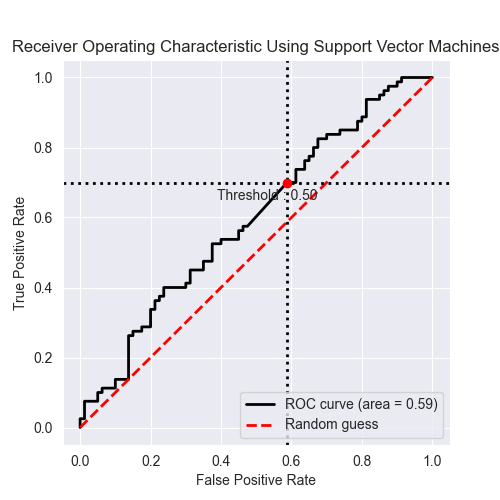 Receiver Operating Characteristic Using Support Vector Machines
1.0
0.8
0.6
0.4
0.2
0.0
True Positive Rate
Threshold : 0.50
ROC curve (area = 0.59)
Random guess
0.0 0.2 0.4 0.6 0.8 1.0
False Positive Rate